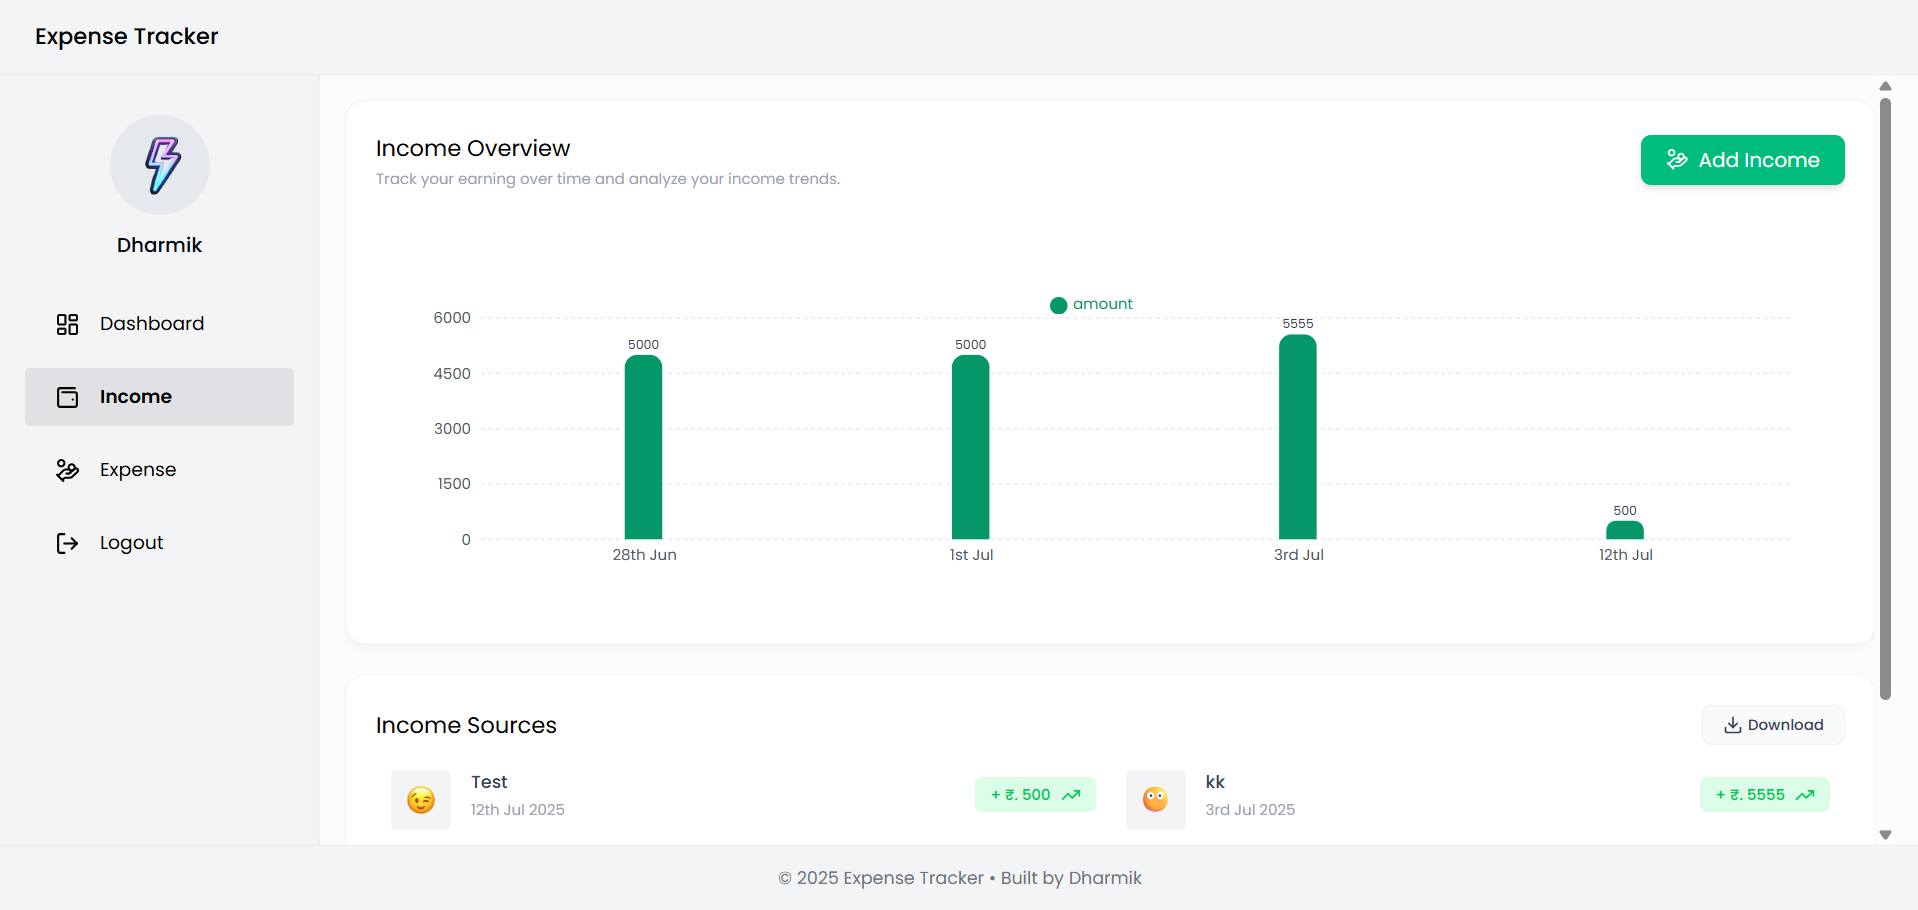 Expense Tracker
Dharmik
Dashboard
Income
Expense
Logout
Income Overview
Track your earning over time and analyze your income trends.
Add Income
amount
6000
4500
3000
1500
0
5000
5000
5555
500
28th Jun
1st Jul
3rd Jul
12th Jul
Income Sources
Download
Test
12th Jul 2025
+ ₹. 500
kk
3rd Jul 2025
+ ₹. 5555
© 2025 Expense Tracker • Built by Dharmik